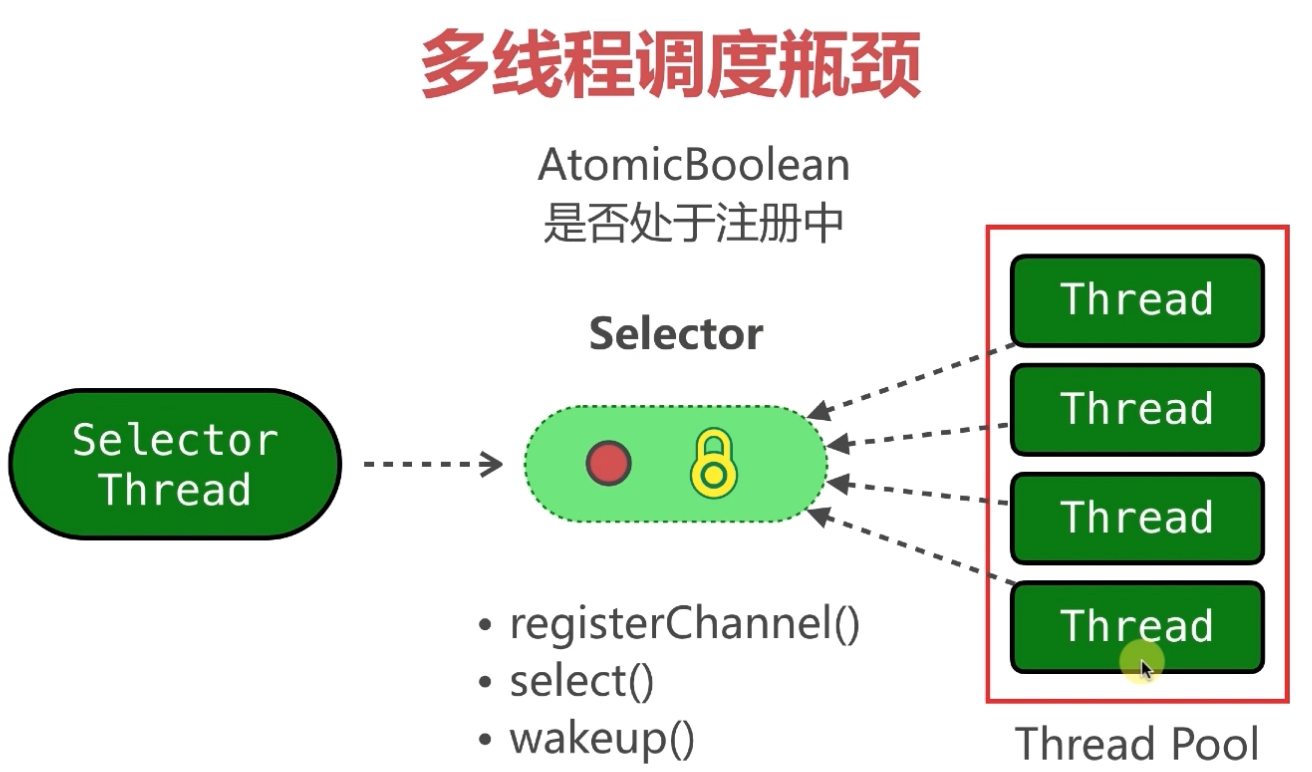 多线程调度瓶颈
AtomicBoolean
是否处于注册中
Selector
Selector
Thread
Thread
Thread
Thread
Thread
• registerChannel()
• select()
• wakeup()
Thread Pool